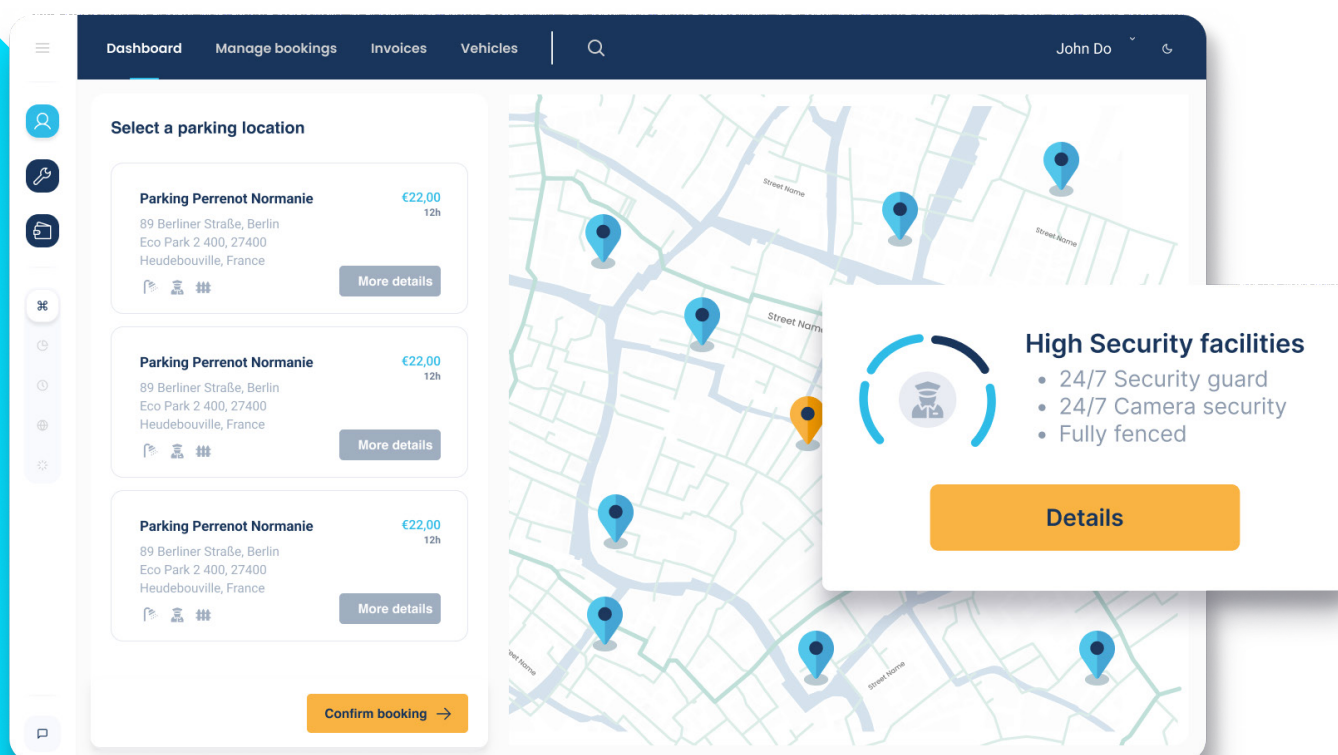 Dashboard Manage bookings Invoices Vehicles John Do
Select a parking location
Parking Perrenot Normanie €22,00
12h
89 Berliner Straße, Berlin
Eco Park 2 400, 27400
Heudebouville, France
More details
Parking Perrenot Normanie €22,00
12h
89 Berliner Straße, Berlin
Eco Park 2 400, 27400
Heudebouville, France
More details
Parking Perrenot Normanie €22,00
12h
89 Berliner Straße, Berlin
Eco Park 2 400, 27400
Heudebouville, France
More details
Confirm booking →
Street Name
Street Name
Street Name
Street Name
High Security facilities
• 24/7 Security guard
• 24/7 Camera security
• Fully fenced
Details